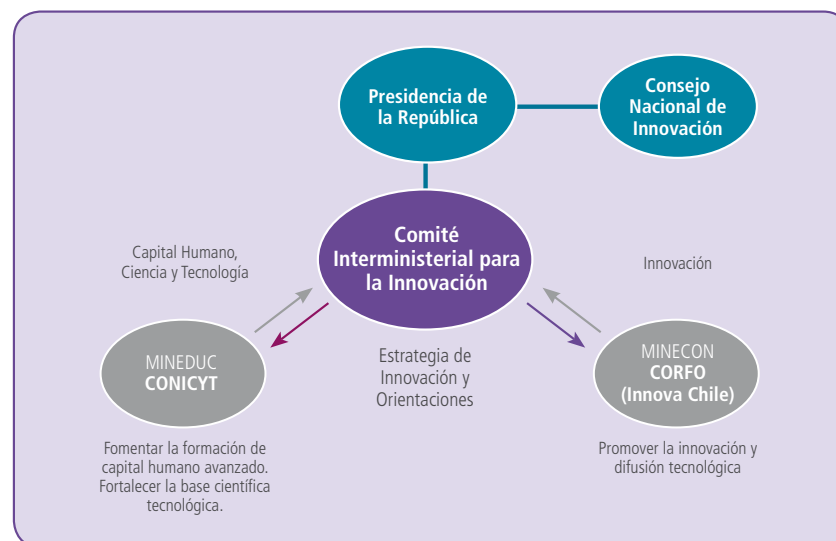 Presidencia de
la República
Consejo
Nacional de
Innovación
Comité
Interministerial para
la Innovación
Capital Humano,
Ciencia y Tecnología
Innovación
MINEDUC
CONICYT
Estrategia de
Innovación y
Orientaciones
MINECON
CORFO
(Innova Chile)
Fomentar la formación de
capital humano avanzado.
Fortalecer la base científica
tecnológica.
Promover la innovación y
difusión tecnológica